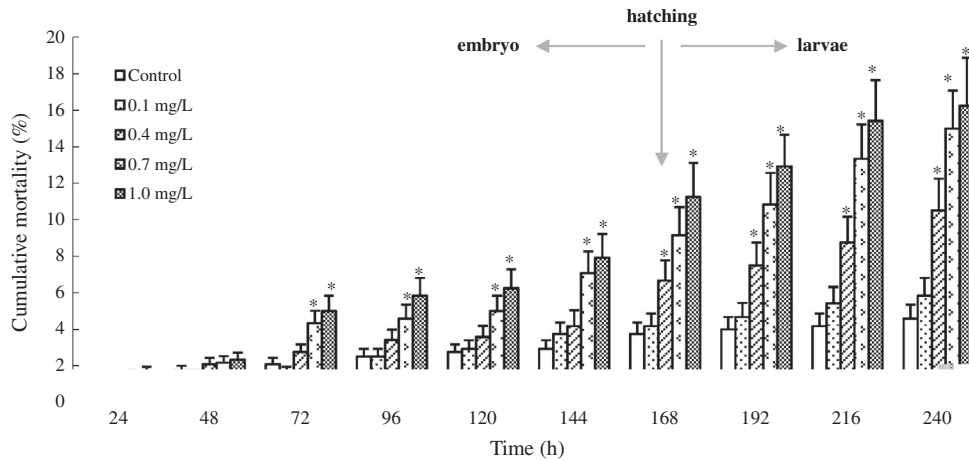 hatching
embryo
larvae
20
18
16
14
12
10
8
6
4
2
0
Cumulative mortality (%)
Control
0.1 mg/L
0.4 mg/L
0.7 mg/L
1.0 mg/L
* * * * * * * * * * * * * * * * * * * *
24 48 72 96 120 144 168 192 216 240
Time (h)